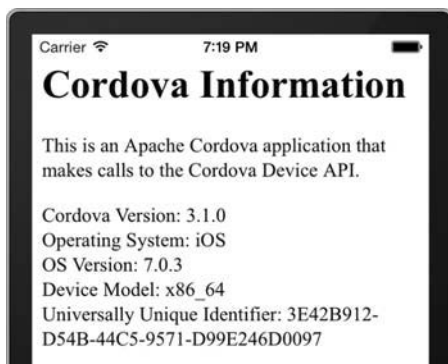 Carrier 7:19 PM
Cordova Information
This is an Apache Cordova application that
makes calls to the Cordova Device API.
Cordova Version: 3.1.0
Operating System: iOS
OS Version: 7.0.3
Device Model: x86_64
Universally Unique Identifier: 3E42B912-
D54B-44C5-9571-D99E246D0097